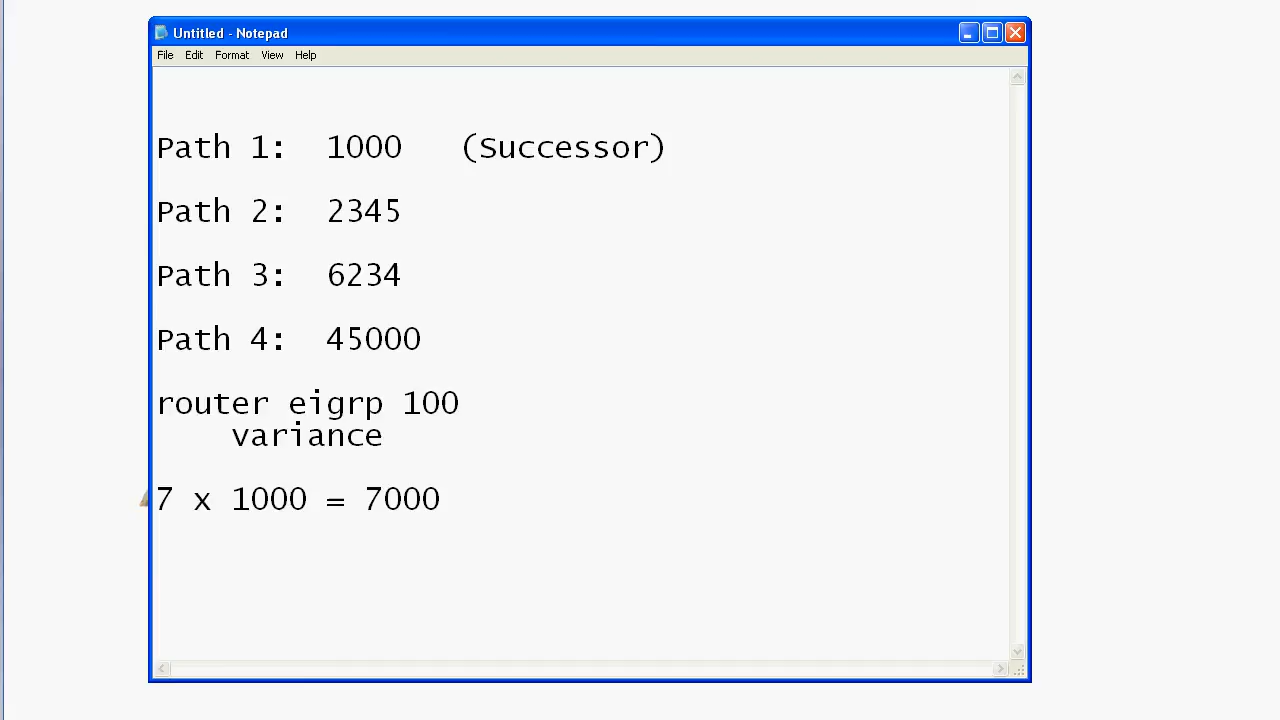 Untitled - Notepad
File Edit Format View Help
Path 1: 1000 (Successor)
Path 2: 2345
Path 3: 6234
Path 4: 45000
router eigrp 100
variance
7 x 1000 = 7000